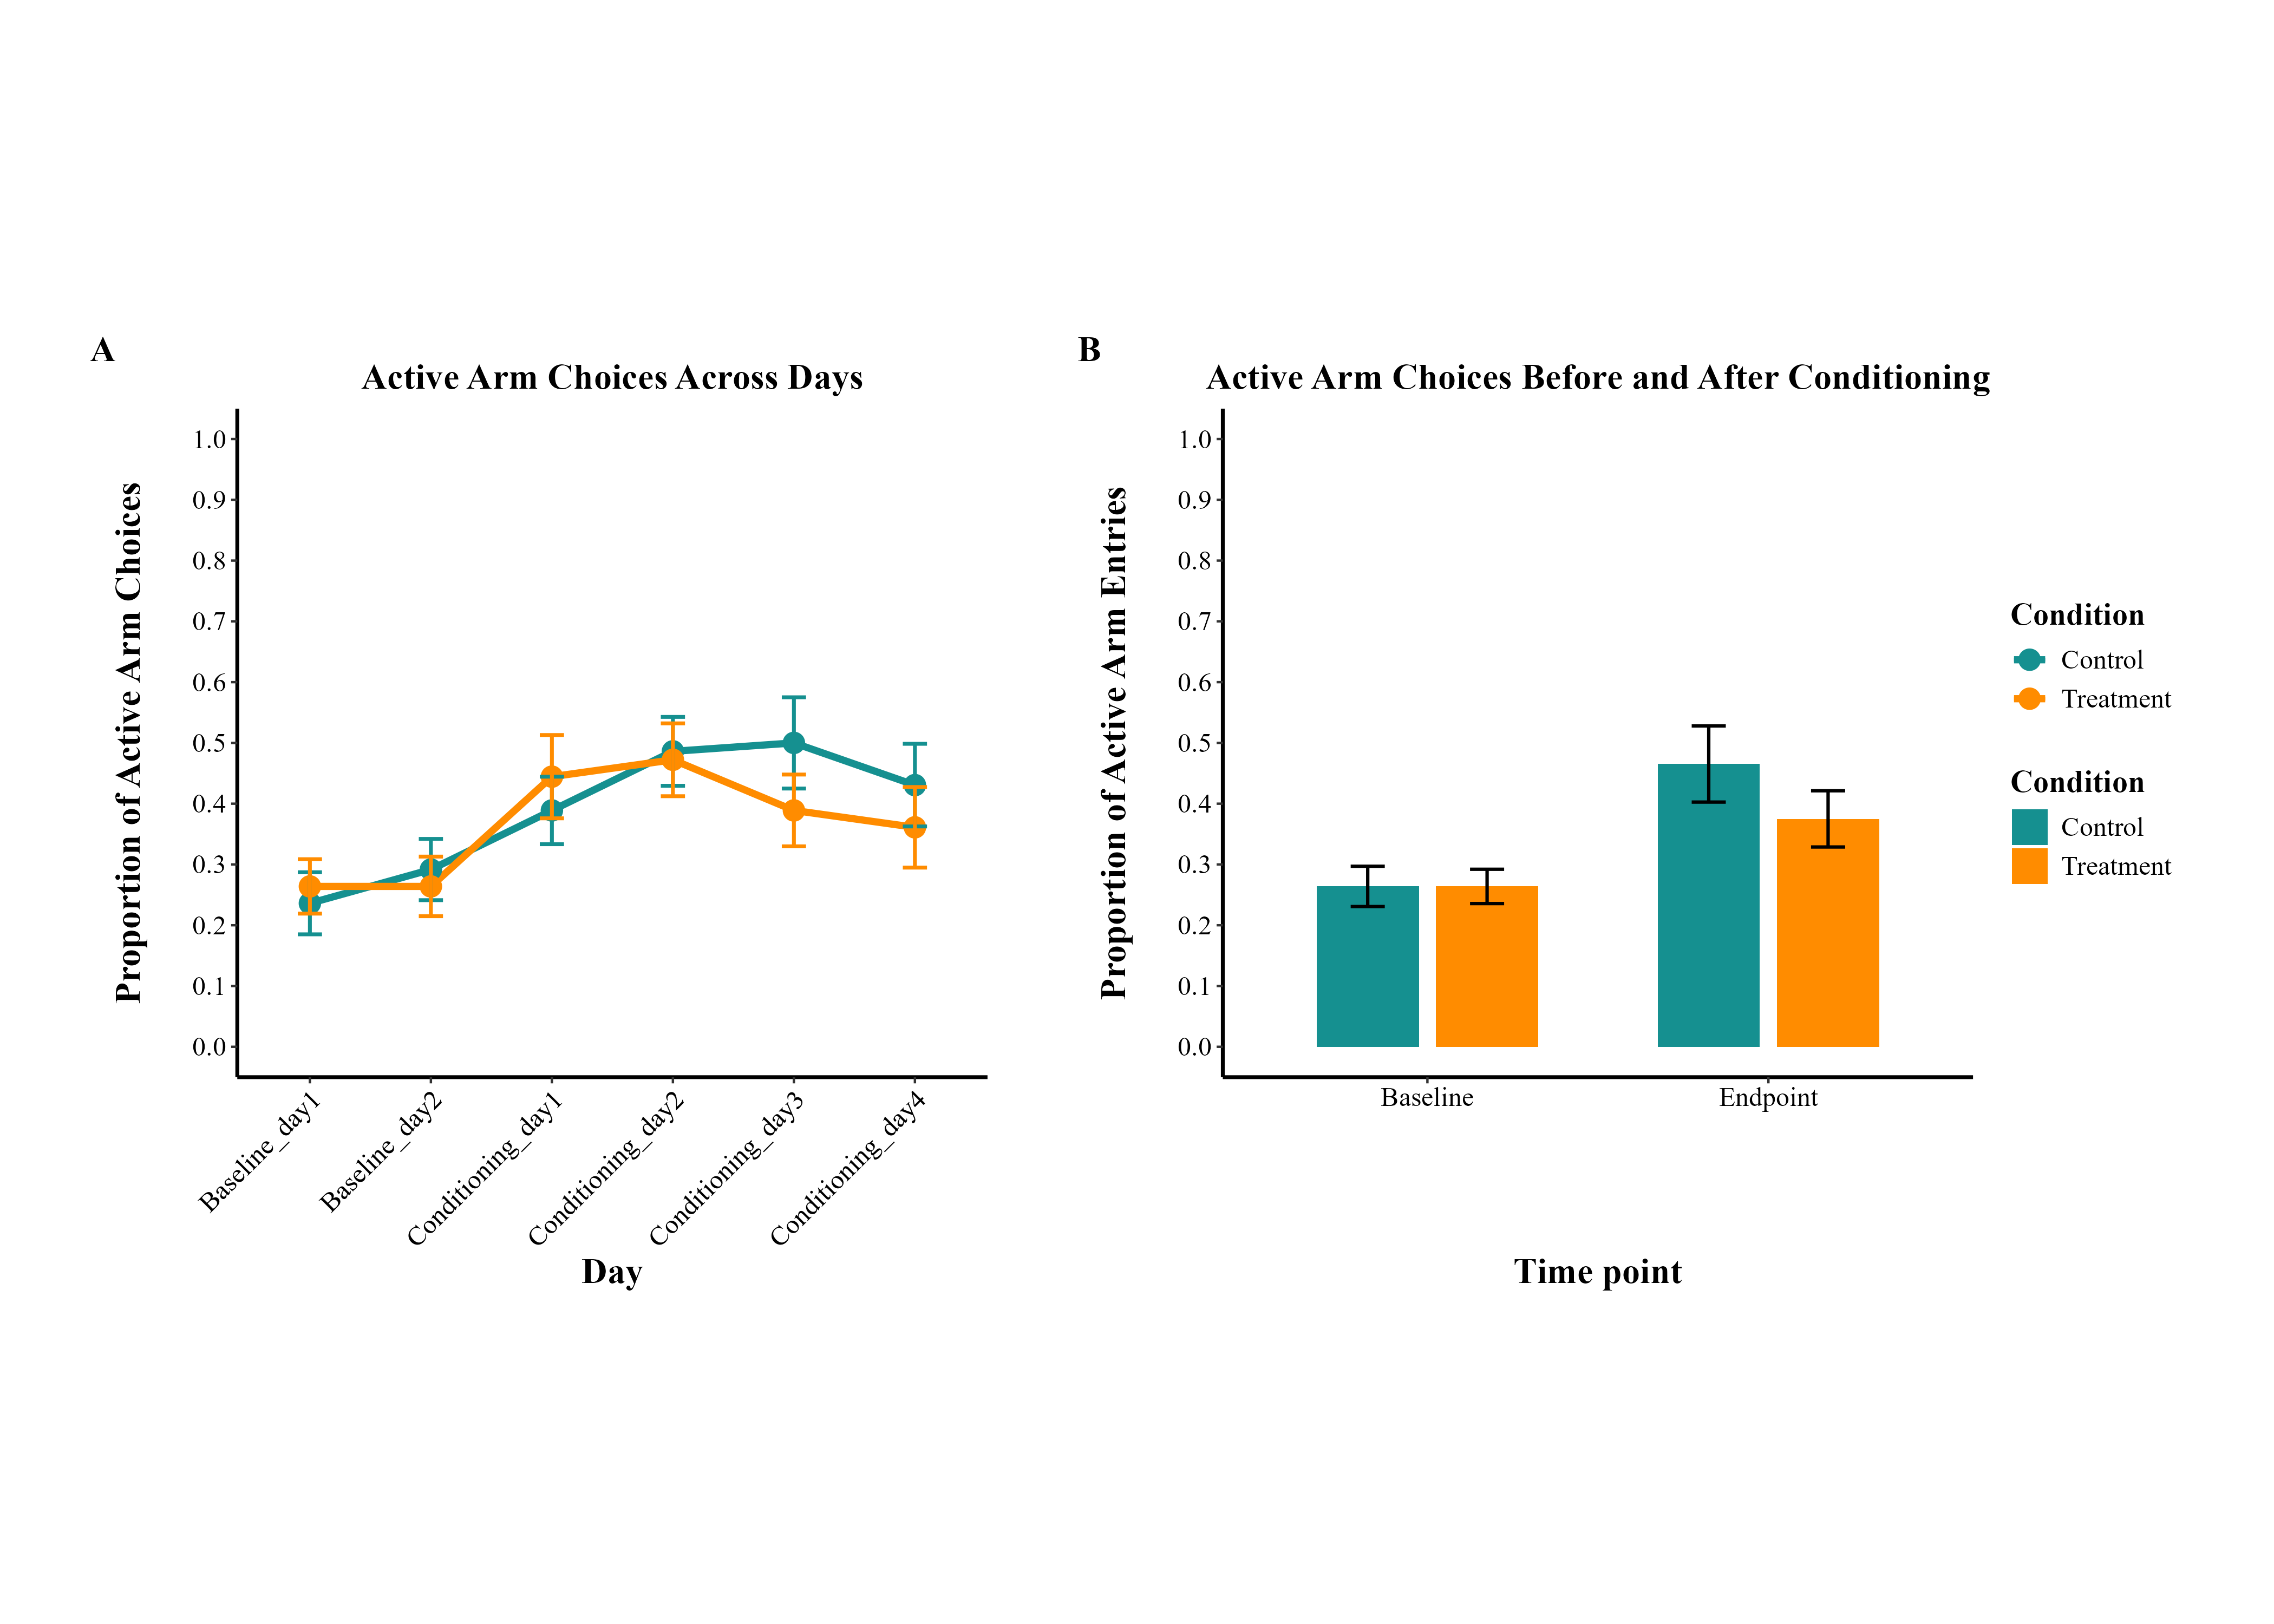 A
Active Arm Choices Across Days
Proportion of Active Arm Choices
1.0
0.9
0.8
0.7
0.6
0.5
0.4
0.3
0.2
0.1
0.0
Baseline_day1
Baseline_day2
Conditioning_day1
Conditioning_day2
Conditioning_day3
Conditioning_day4
Day
B
Active Arm Choices Before and After Conditioning
Proportion of Active Arm Entries
1.0
0.9
0.8
0.7
0.6
0.5
0.4
0.3
0.2
0.1
0.0
Baseline
Endpoint
Time point
Condition
Control
Treatment
Condition
Control
Treatment